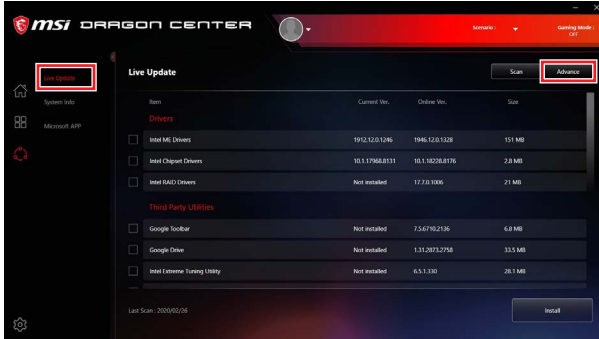 msi DRAGON CENTER
Scenario :
Gaming Mode :
OFF
Live Update
System Info
Microsoft APP
Live Update
Scan
Advance
Item Current Ver. Online Ver. Size
Drivers
Intel ME Drivers 1912.12.0.1246 1946.12.0.1328 151 MB
Intel Chipset Drivers 10.1.17968.8131 10.1.18228.8176 2.8 MB
Intel RAID Drivers Not installed 17.7.0.1006 21 MB
Third Party Utilities
Google Toolbar Not installed 7.5.6710.2136 6.8 MB
Google Drive Not installed 1.31.2873.2758 33.5 MB
Intel Extreme Tuning Utility Not installed 6.5.1.330 28.1 MB
Last Scan : 2020/02/26
Install